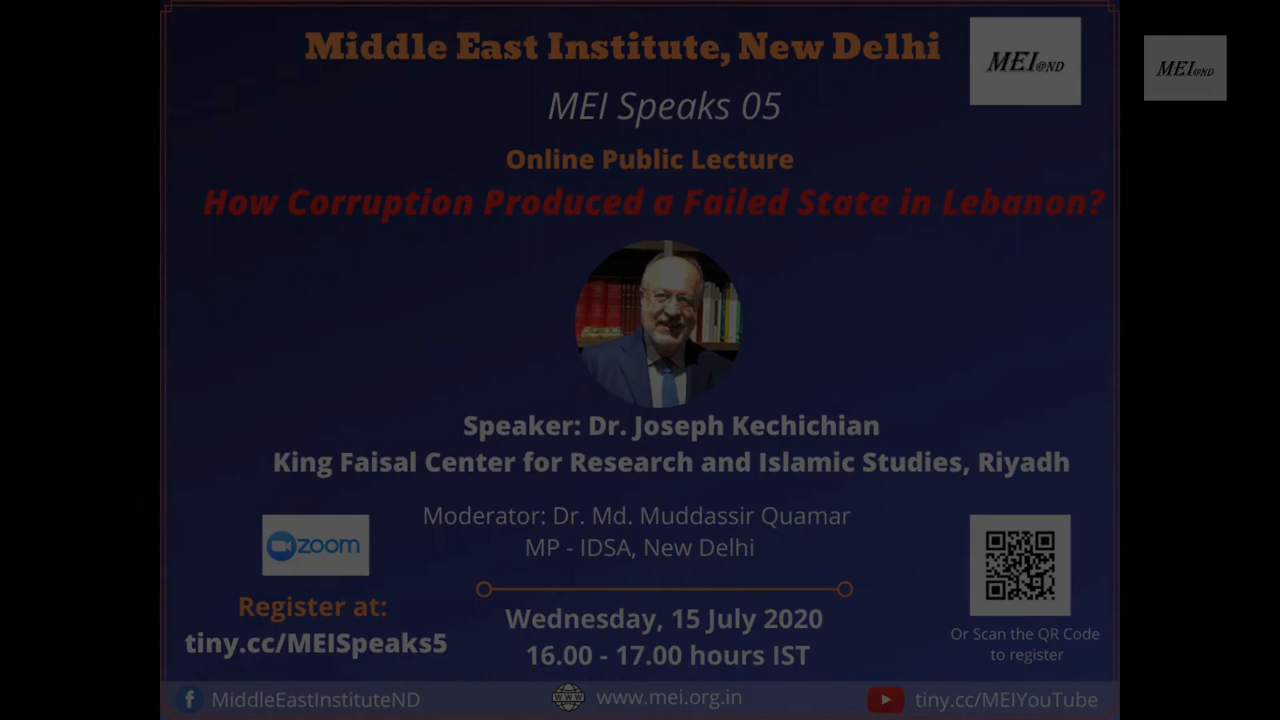 Middle East Institute, New Delhi
MEI@ND
MEI@ND
MEI Speaks 05
Online Public Lecture
How Corruption Produced a Failed State in Lebanon?
Speaker: Dr. Joseph Kechichian
King Faisal Center for Research and Islamic Studies, Riyadh
Moderator: Dr. Md. Muddassir Quamar
MP - IDSA, New Delhi
zoom
Register at:
tiny.cc/MEISpeaks5
Wednesday, 15 July 2020
16.00 - 17.00 hours IST
Or Scan the QR Code
to register
f MiddleEastInstituteND
WWW
www.mei.org.in
tiny.cc/MEIYouTube